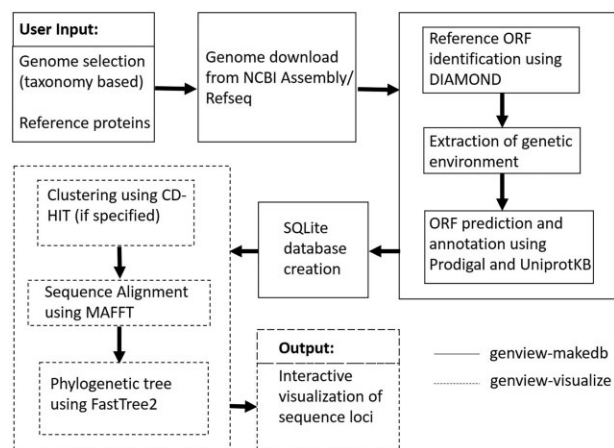 User Input:
Genome selection
(taxonomy based)
Reference proteins
Genome download
from NCBI Assembly/
Refseq
Reference ORF
identification using
DIAMOND
Extraction of genetic
environment
ORF prediction and
annotation using
Prodigal and UniprotKB
SQLite
database
creation
Clustering using CD-
HIT (if specified)
Sequence Alignment
using MAFFT
Phylogenetic tree
using FastTree2
Output:
Interactive
visualization of
sequence loci
genview-makedb
genview-visualize